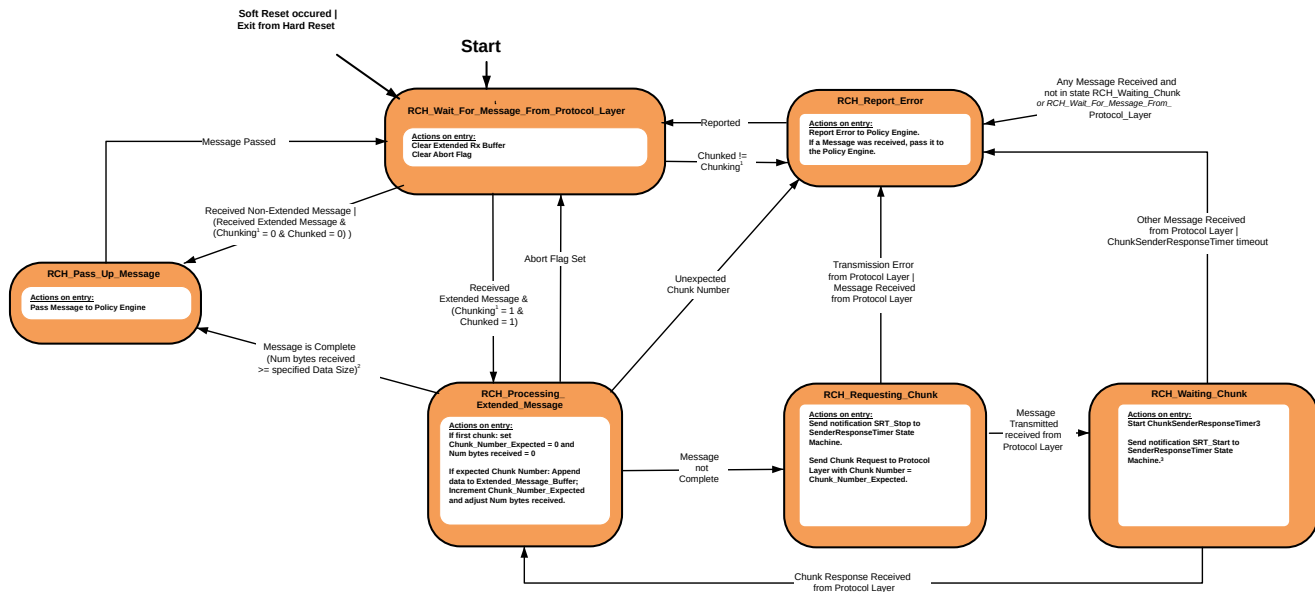 Soft Reset occured |
Exit from Hard Reset
Start
RCH_Wait_For_Message_From_Protocol_Layer
Actions on entry:
Clear Extended Rx Buffer
Clear Abort Flag
RCH_Report_Error
Actions on entry:
Report Error to Policy Engine.
If a Message was received, pass it to
the Policy Engine.
Any Message Received and
not in state RCH_Waiting_Chunk
or RCH_Wait_For_Message_From_
Protocol_Layer
Message Passed
Reported
Chunked !=
Chunking¹
Received Non-Extended Message |
(Received Extended Message &
(Chunking¹ = 0 & Chunked = 0) )
Other Message Received
from Protocol Layer |
ChunkSenderResponseTimer timeout
RCH_Pass_Up_Message
Actions on entry:
Pass Message to Policy Engine
Abort Flag Set
Received
Extended Message &
(Chunking¹ = 1 &
Chunked = 1)
Unexpected
Chunk Number
Transmission Error
from Protocol Layer |
Message Received
from Protocol Layer
Message is Complete
(Num bytes received
>= specified Data Size)²
RCH_Processing_
Extended_Message
Actions on entry:
If first chunk: set
Chunk_Number_Expected = 0 and
Num bytes received = 0
If expected Chunk Number: Append
data to Extended_Message_Buffer;
Increment Chunk_Number_Expected
and adjust Num bytes received.
Message
not
Complete
RCH_Requesting_Chunk
Actions on entry:
Send notification SRT_Stop to
SenderResponseTimer State
Machine.
Send Chunk Request to Protocol
Layer with Chunk Number =
Chunk_Number_Expected.
Message
Transmitted
received from
Protocol Layer
RCH_Waiting_Chunk
Actions on entry:
Start ChunkSenderResponseTimer3
Send notification SRT_Start to
SenderResponseTimer State
Machine.³
Chunk Response Received
from Protocol Layer